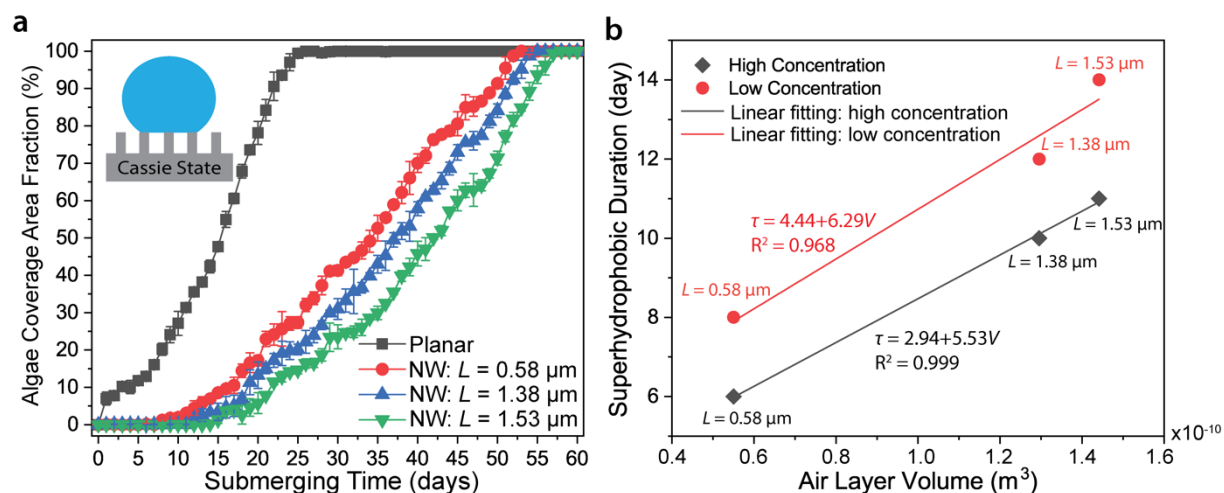 a
Algae Coverage Area Fraction (%)
100
90
80
70
60
50
40
30
20
10
0
Cassie State
Planar
NW: L = 0.58 µm
NW: L = 1.38 µm
NW: L = 1.53 µm
0 5 10 15 20 25 30 35 40 45 50 55 60
Submerging Time (days)
b
Superhydrophobic Duration (day)
14
12
10
8
6
High Concentration
Low Concentration
Linear fitting: high concentration
Linear fitting: low concentration
L = 1.53 µm
L = 1.38 µm
τ = 4.44+6.29V
R² = 0.968
L = 0.58 µm
L = 1.53 µm
L = 1.38 µm
τ = 2.94+5.53V
R² = 0.999
L = 0.58 µm
0.4 0.6 0.8 1.0 1.2 1.4 1.6
x10⁻¹⁰
Air Layer Volume (m³)